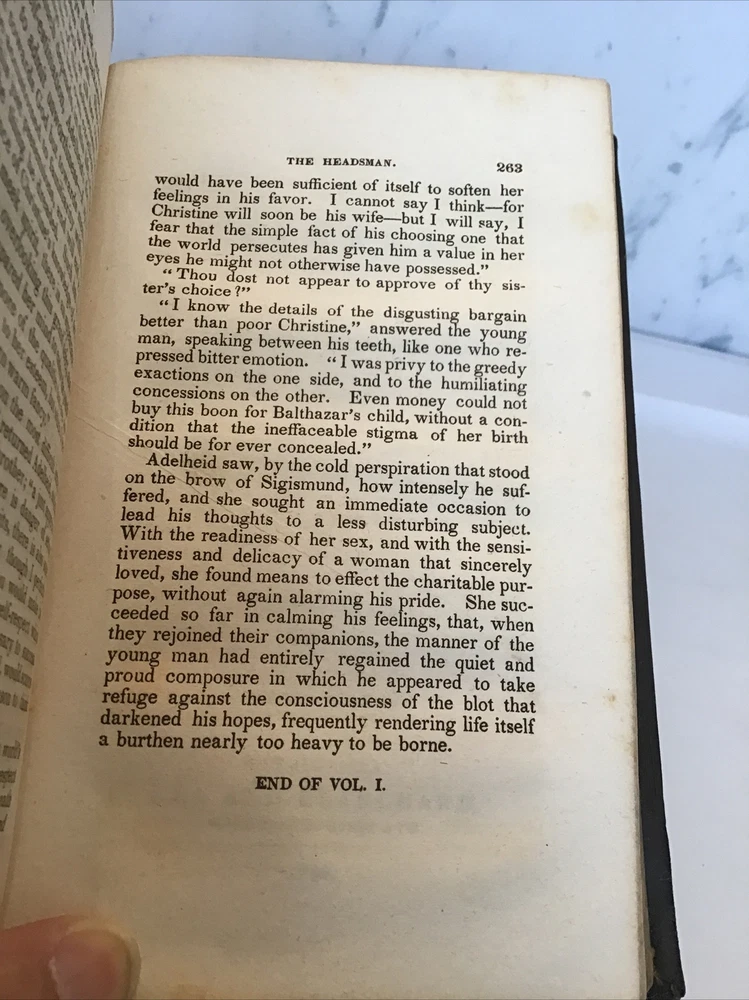 THE HEADSMAN. 263
would have been sufficient of itself to soften her
feelings in his favor. I cannot say I think—for
Christine will soon be his wife—but I will say, I
fear that the simple fact of his choosing one that
the world persecutes has given him a value in her
eyes he might not otherwise have possessed."
"Thou dost not appear to approve of thy sis-
ter's choice?"
"I know the details of the disgusting bargain
better than poor Christine," answered the young
man, speaking between his teeth, like one who re-
pressed bitter emotion. "I was privy to the greedy
exactions on the one side, and to the humiliating
concessions on the other. Even money could not
buy this boon for Balthazar's child, without a con-
dition that the ineffaceable stigma of her birth
should be for ever concealed."
Adelheid saw, by the cold perspiration that stood
on the brow of Sigismund, how intensely he suf-
fered, and she sought an immediate occasion to
lead his thoughts to a less disturbing subject.
With the readiness of her sex, and with the sensi-
tiveness and delicacy of a woman that sincerely
loved, she found means to effect the charitable pur-
pose, without again alarming his pride. She suc-
ceeded so far in calming his feelings, that, when
they rejoined their companions, the manner of the
young man had entirely regained the quiet and
proud composure in which he appeared to take
refuge against the consciousness of the blot that
darkened his hopes, frequently rendering life itself
a burthen nearly too heavy to be borne.
END OF VOL. I.